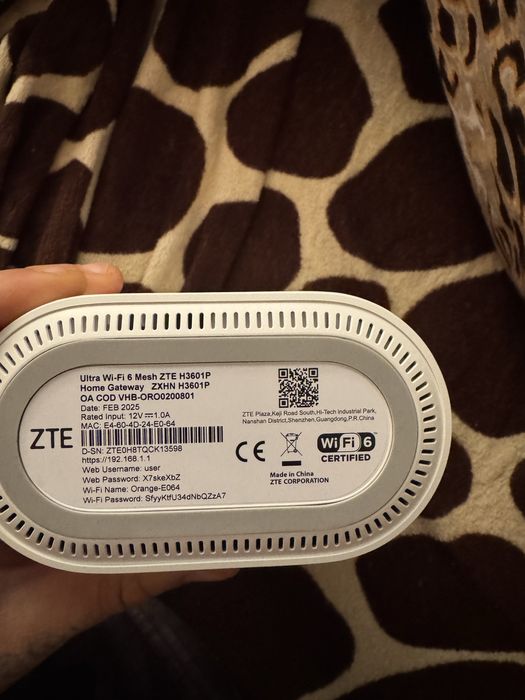 Ultra Wi-Fi 6 Mesh ZTE H3601P
Home Gateway ZXHN H3601P
OA COD VHB-ORO0200801
Date: FEB 2025
Rated Input: 12V⎓1.0A
MAC: E4-60-4D-24-E0-64
ZTE
D-SN: ZTE0H8TQCK13598
https://192.168.1.1
Web Username: user
Web Password: X7skeXbZ
Wi-Fi Name: Orange-E064
Wi-Fi Password: SfyyKtfU34dNbQZzA7
ZTE Plaza,Keji Road South,Hi-Tech Industrial Park,
Nanshan District,Shenzhen,Guangdong,P.R.China
CE
Wi Fi 6
CERTIFIED
Made in China
ZTE CORPORATION